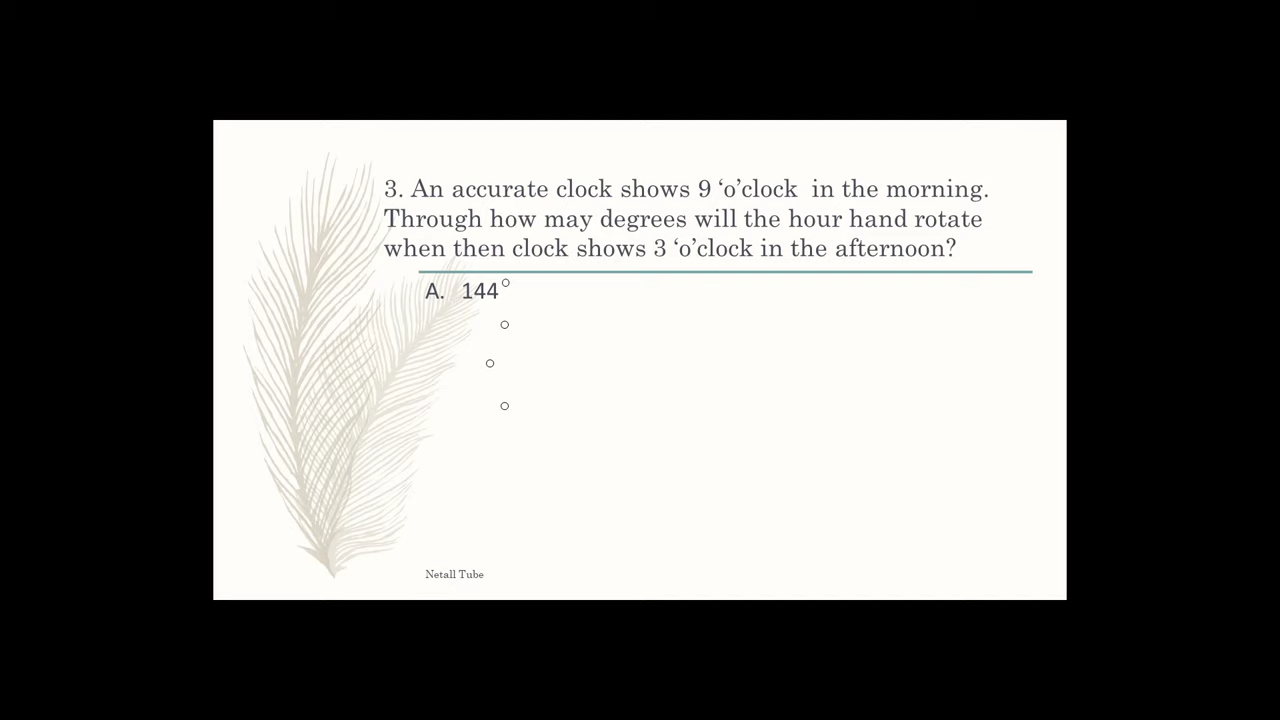 3. An accurate clock shows 9 ‘o’clock in the morning.
Through how may degrees will the hour hand rotate
when then clock shows 3 ‘o’clock in the afternoon?
A. 144°
°
°
°
Netall Tube